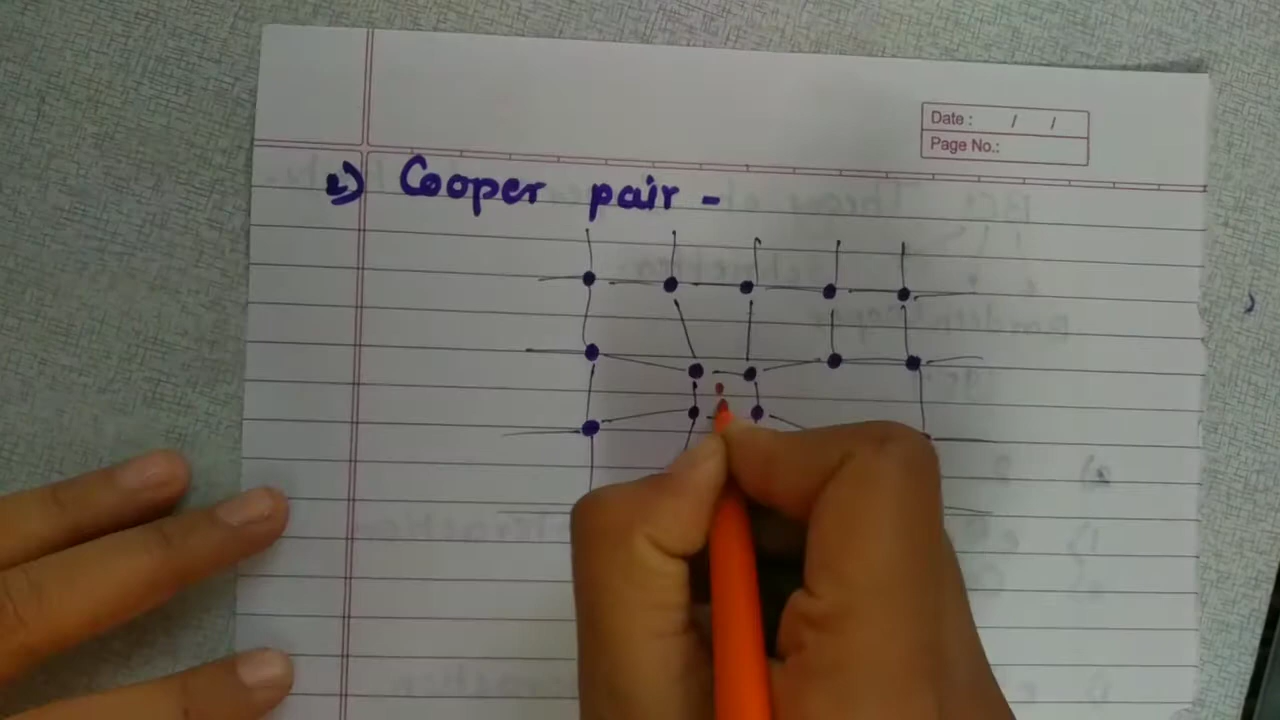 Date : / /
Page No.:
2) Cooper pair -